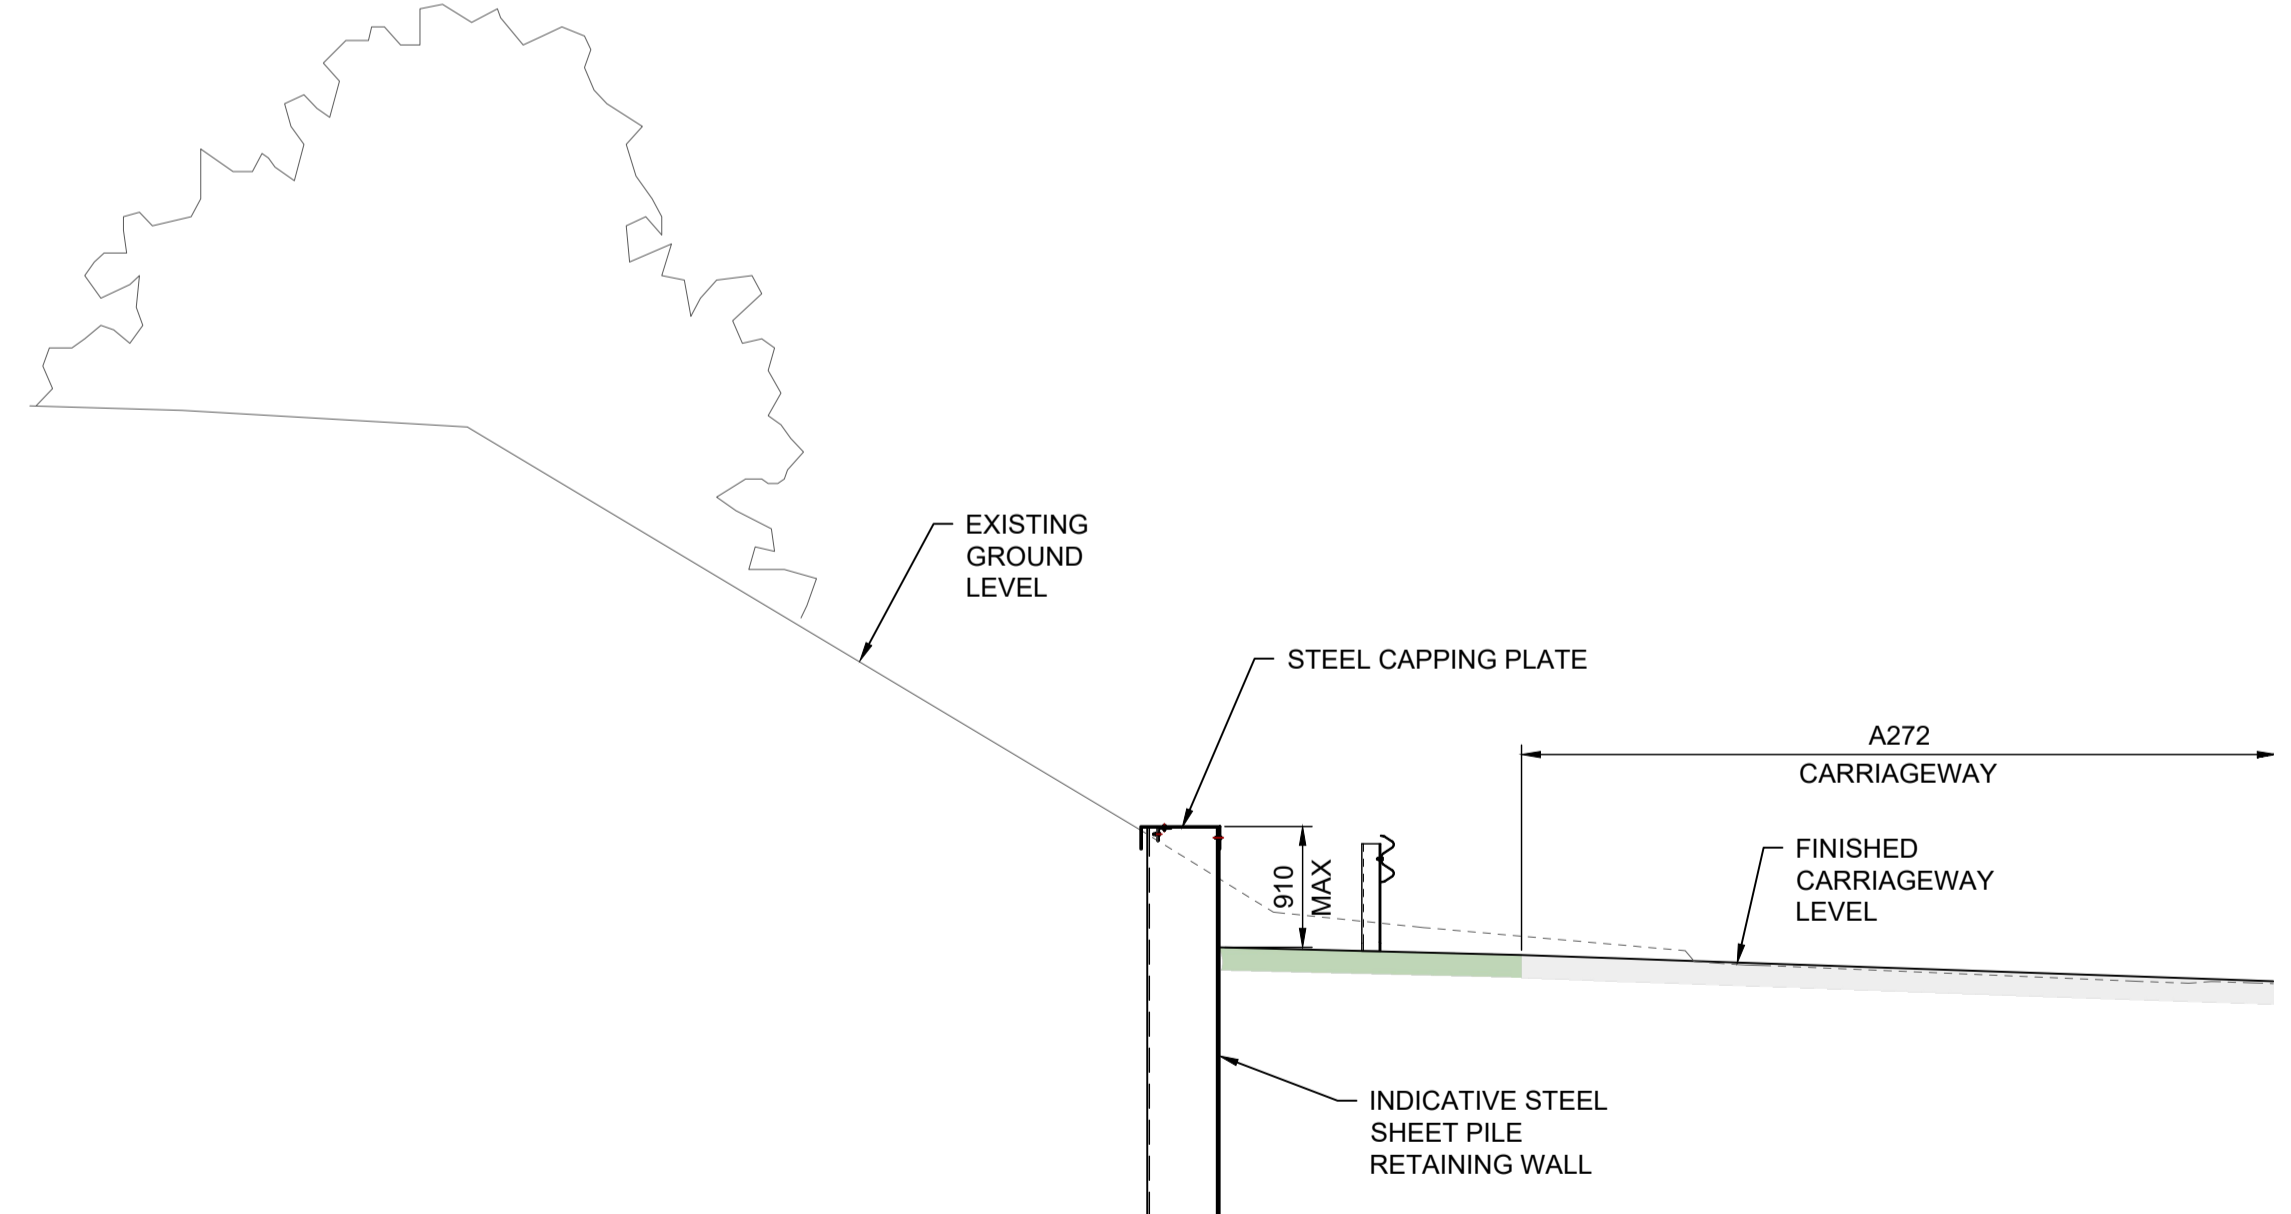 EXISTING
GROUND
LEVEL
STEEL CAPPING PLATE
A272
CARRIAGEWAY
910
MAX
FINISHED
CARRIAGEWAY
LEVEL
INDICATIVE STEEL
SHEET PILE
RETAINING WALL